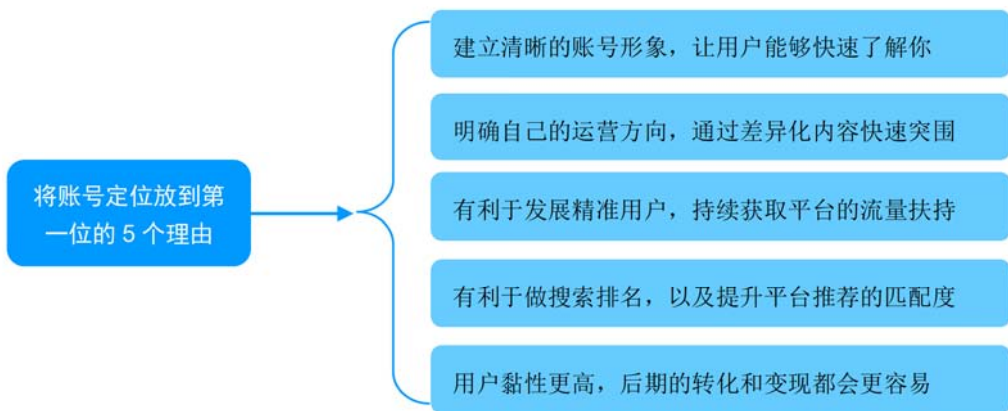 将账号定位放到第
一位的 5 个理由
建立清晰的账号形象，让用户能够快速了解你
明确自己的运营方向，通过差异化内容快速突围
有利于发展精准用户，持续获取平台的流量扶持
有利于做搜索排名，以及提升平台推荐的匹配度
用户黏性更高，后期的转化和变现都会更容易